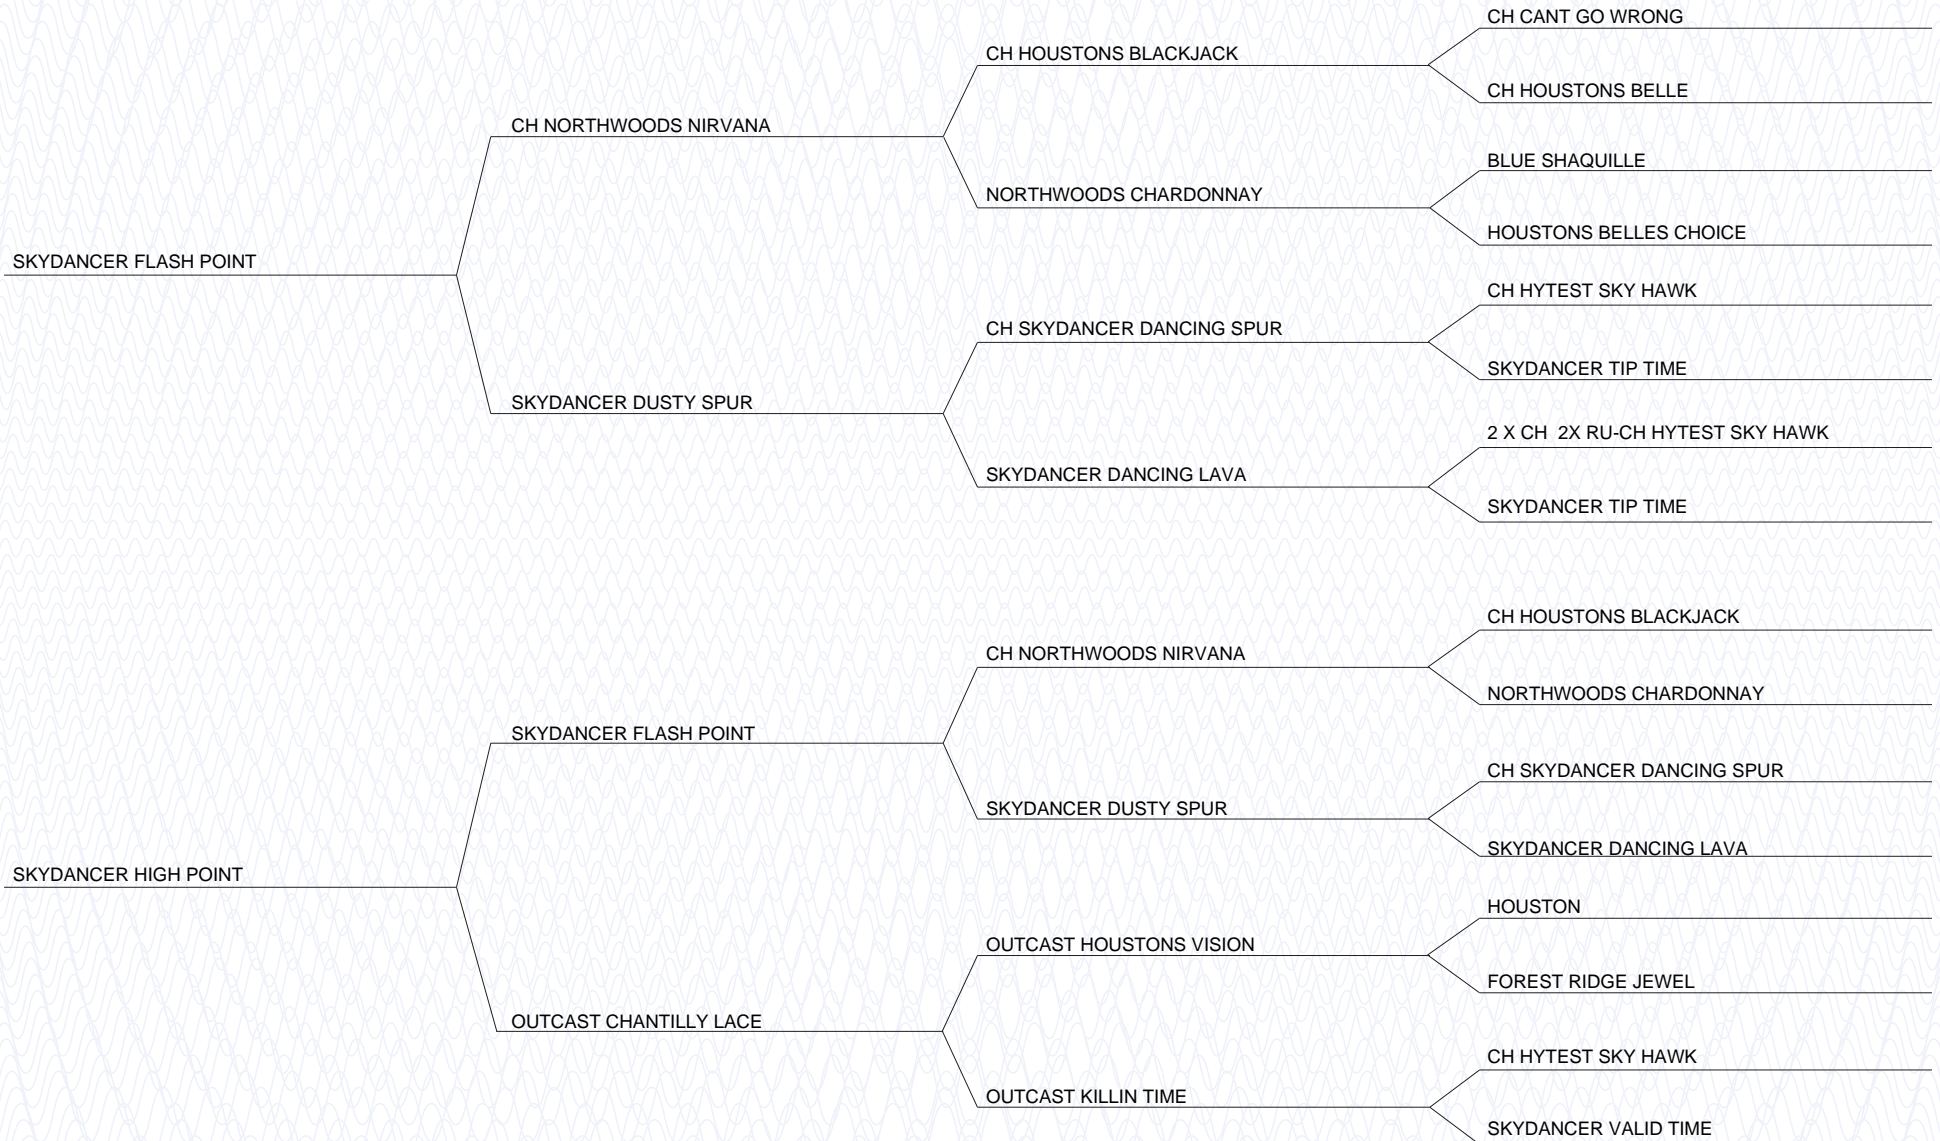 CH CANT GO WRONG
CH HOUSTONS BLACKJACK
CH HOUSTONS BELLE
CH NORTHWOODS NIRVANA
BLUE SHAQUILLE
NORTHWOODS CHARDONNAY
HOUSTONS BELLES CHOICE
SKYDANCER FLASH POINT
CH HYTEST SKY HAWK
CH SKYDANCER DANCING SPUR
SKYDANCER TIP TIME
SKYDANCER DUSTY SPUR
2 X CH  2X RU-CH HYTEST SKY HAWK
SKYDANCER DANCING LAVA
SKYDANCER TIP TIME
CH HOUSTONS BLACKJACK
CH NORTHWOODS NIRVANA
NORTHWOODS CHARDONNAY
SKYDANCER FLASH POINT
CH SKYDANCER DANCING SPUR
SKYDANCER DUSTY SPUR
SKYDANCER DANCING LAVA
SKYDANCER HIGH POINT
HOUSTON
OUTCAST HOUSTONS VISION
FOREST RIDGE JEWEL
OUTCAST CHANTILLY LACE
CH HYTEST SKY HAWK
OUTCAST KILLIN TIME
SKYDANCER VALID TIME